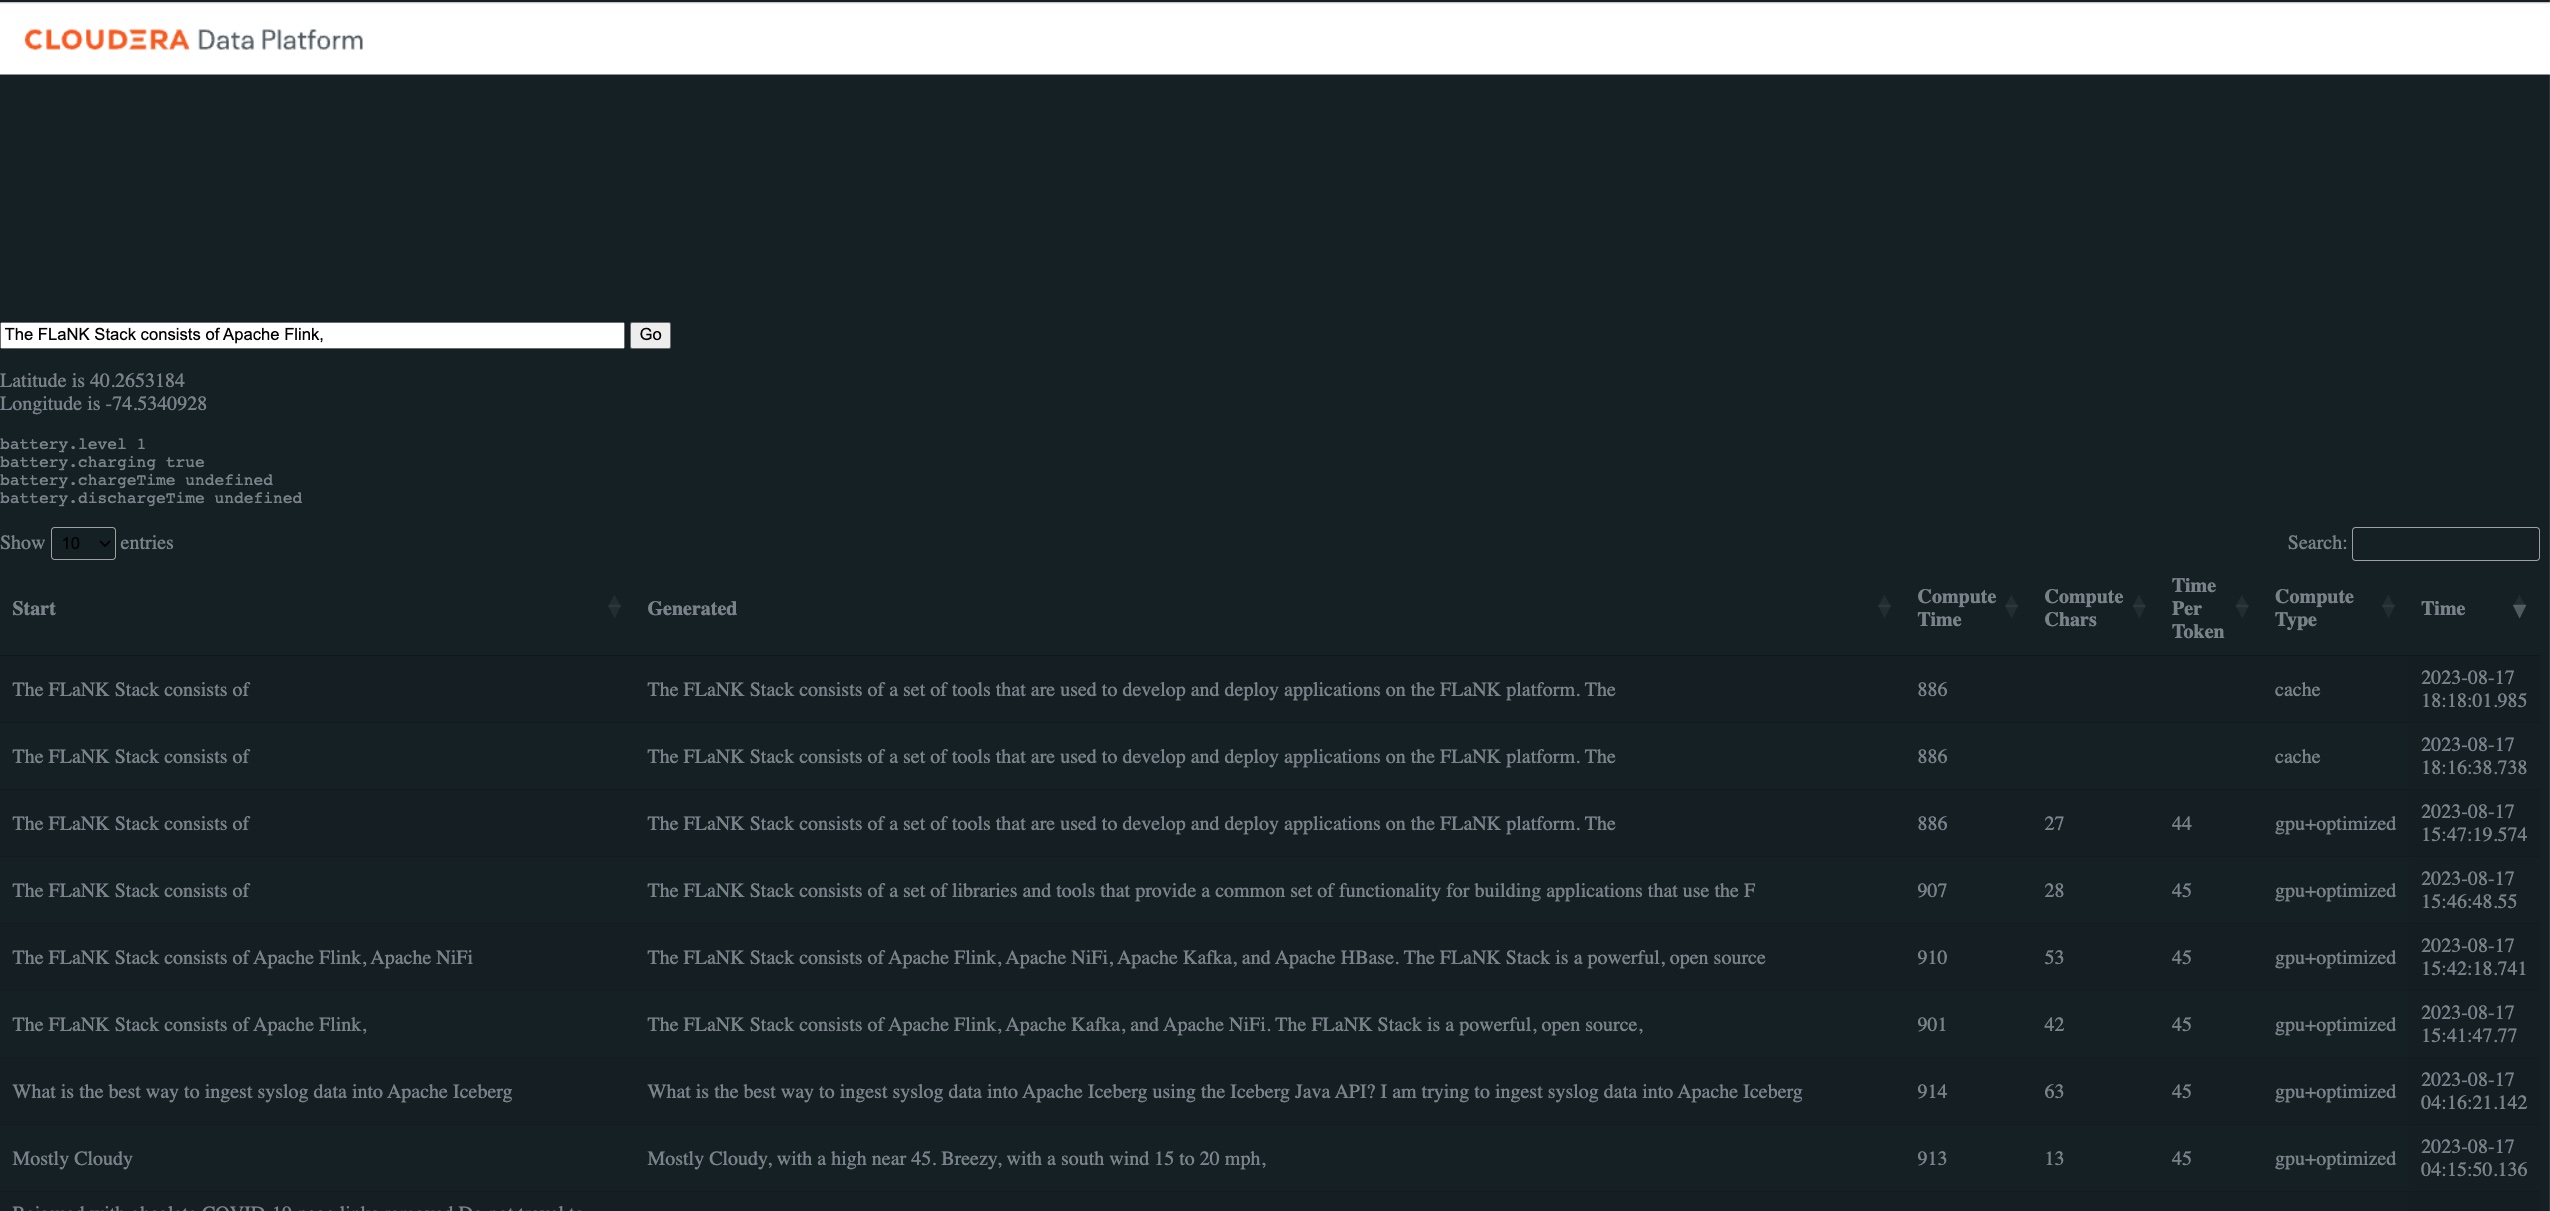 CLOUDERA Data Platform
The FLaNK Stack consists of Apache Flink, Go
Latitude is 40.2653184
Longitude is -74.5340928
battery.level 1
battery.charging true
battery.chargeTime undefined
battery.dischargeTime undefined
Show 10 entries Search:
Start Generated Compute Time Compute Chars Time Per Token Compute Type Time
The FLaNK Stack consists of The FLaNK Stack consists of a set of tools that are used to develop and deploy applications on the FLaNK platform. The 886 cache 2023-08-17 18:18:01.985
The FLaNK Stack consists of The FLaNK Stack consists of a set of tools that are used to develop and deploy applications on the FLaNK platform. The 886 cache 2023-08-17 18:16:38.738
The FLaNK Stack consists of The FLaNK Stack consists of a set of tools that are used to develop and deploy applications on the FLaNK platform. The 886 27 44 gpu+optimized 2023-08-17 15:47:19.574
The FLaNK Stack consists of The FLaNK Stack consists of a set of libraries and tools that provide a common set of functionality for building applications that use the F 907 28 45 gpu+optimized 2023-08-17 15:46:48.55
The FLaNK Stack consists of Apache Flink, Apache NiFi The FLaNK Stack consists of Apache Flink, Apache NiFi, Apache Kafka, and Apache HBase. The FLaNK Stack is a powerful, open source 910 53 45 gpu+optimized 2023-08-17 15:42:18.741
The FLaNK Stack consists of Apache Flink, The FLaNK Stack consists of Apache Flink, Apache Kafka, and Apache NiFi. The FLaNK Stack is a powerful, open source, 901 42 45 gpu+optimized 2023-08-17 15:41:47.77
What is the best way to ingest syslog data into Apache Iceberg What is the best way to ingest syslog data into Apache Iceberg using the Iceberg Java API? I am trying to ingest syslog data into Apache Iceberg 914 63 45 gpu+optimized 2023-08-17 04:16:21.142
Mostly Cloudy Mostly Cloudy, with a high near 45. Breezy, with a south wind 15 to 20 mph, 913 13 45 gpu+optimized 2023-08-17 04:15:50.136